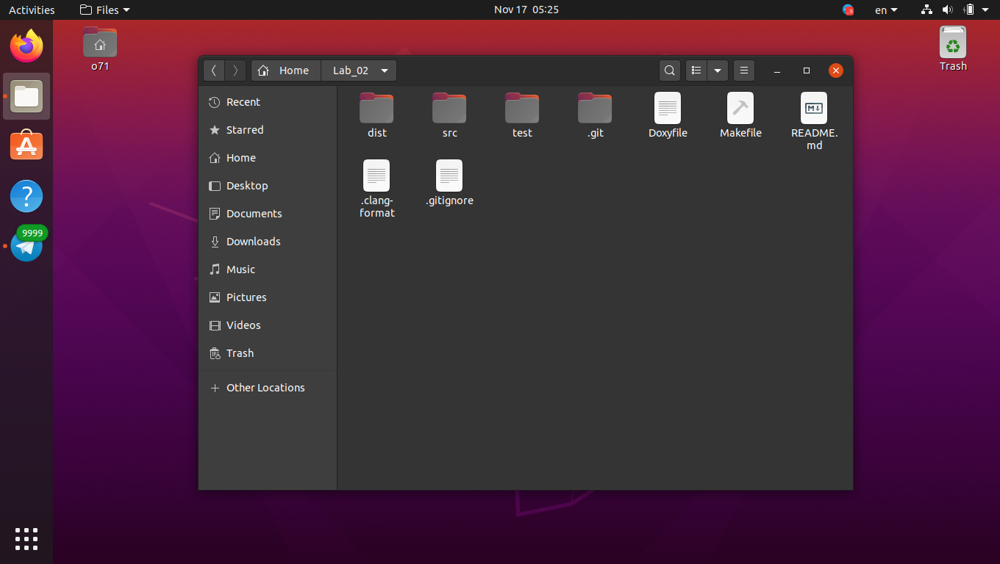 Activities
Files
Nov 17 05:25
en
o71
Trash
Home
Lab_02
Recent
Starred
Home
Desktop
Documents
Downloads
Music
Pictures
Videos
Trash
Other Locations
dist
src
test
.git
Doxyfile
Makefile
README.
md
.clang-
format
.gitignore
9999